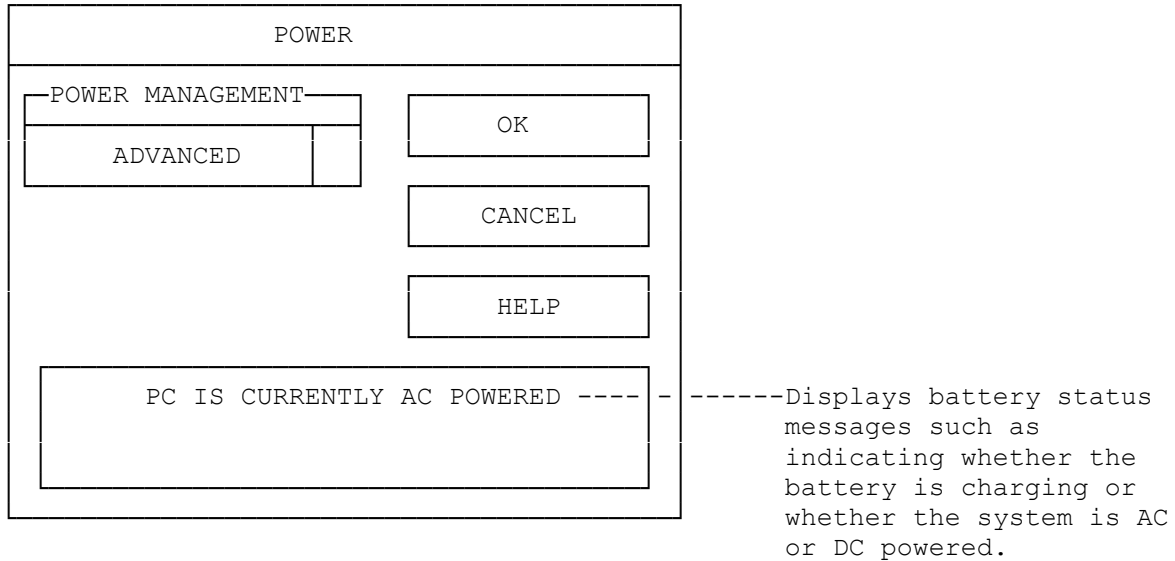 POWER
POWER MANAGEMENT
ADVANCED
OK
CANCEL
HELP
PC IS CURRENTLY AC POWERED ---- - ------Displays battery status
messages such as
indicating whether the
battery is charging or
whether the system is AC
or DC powered.